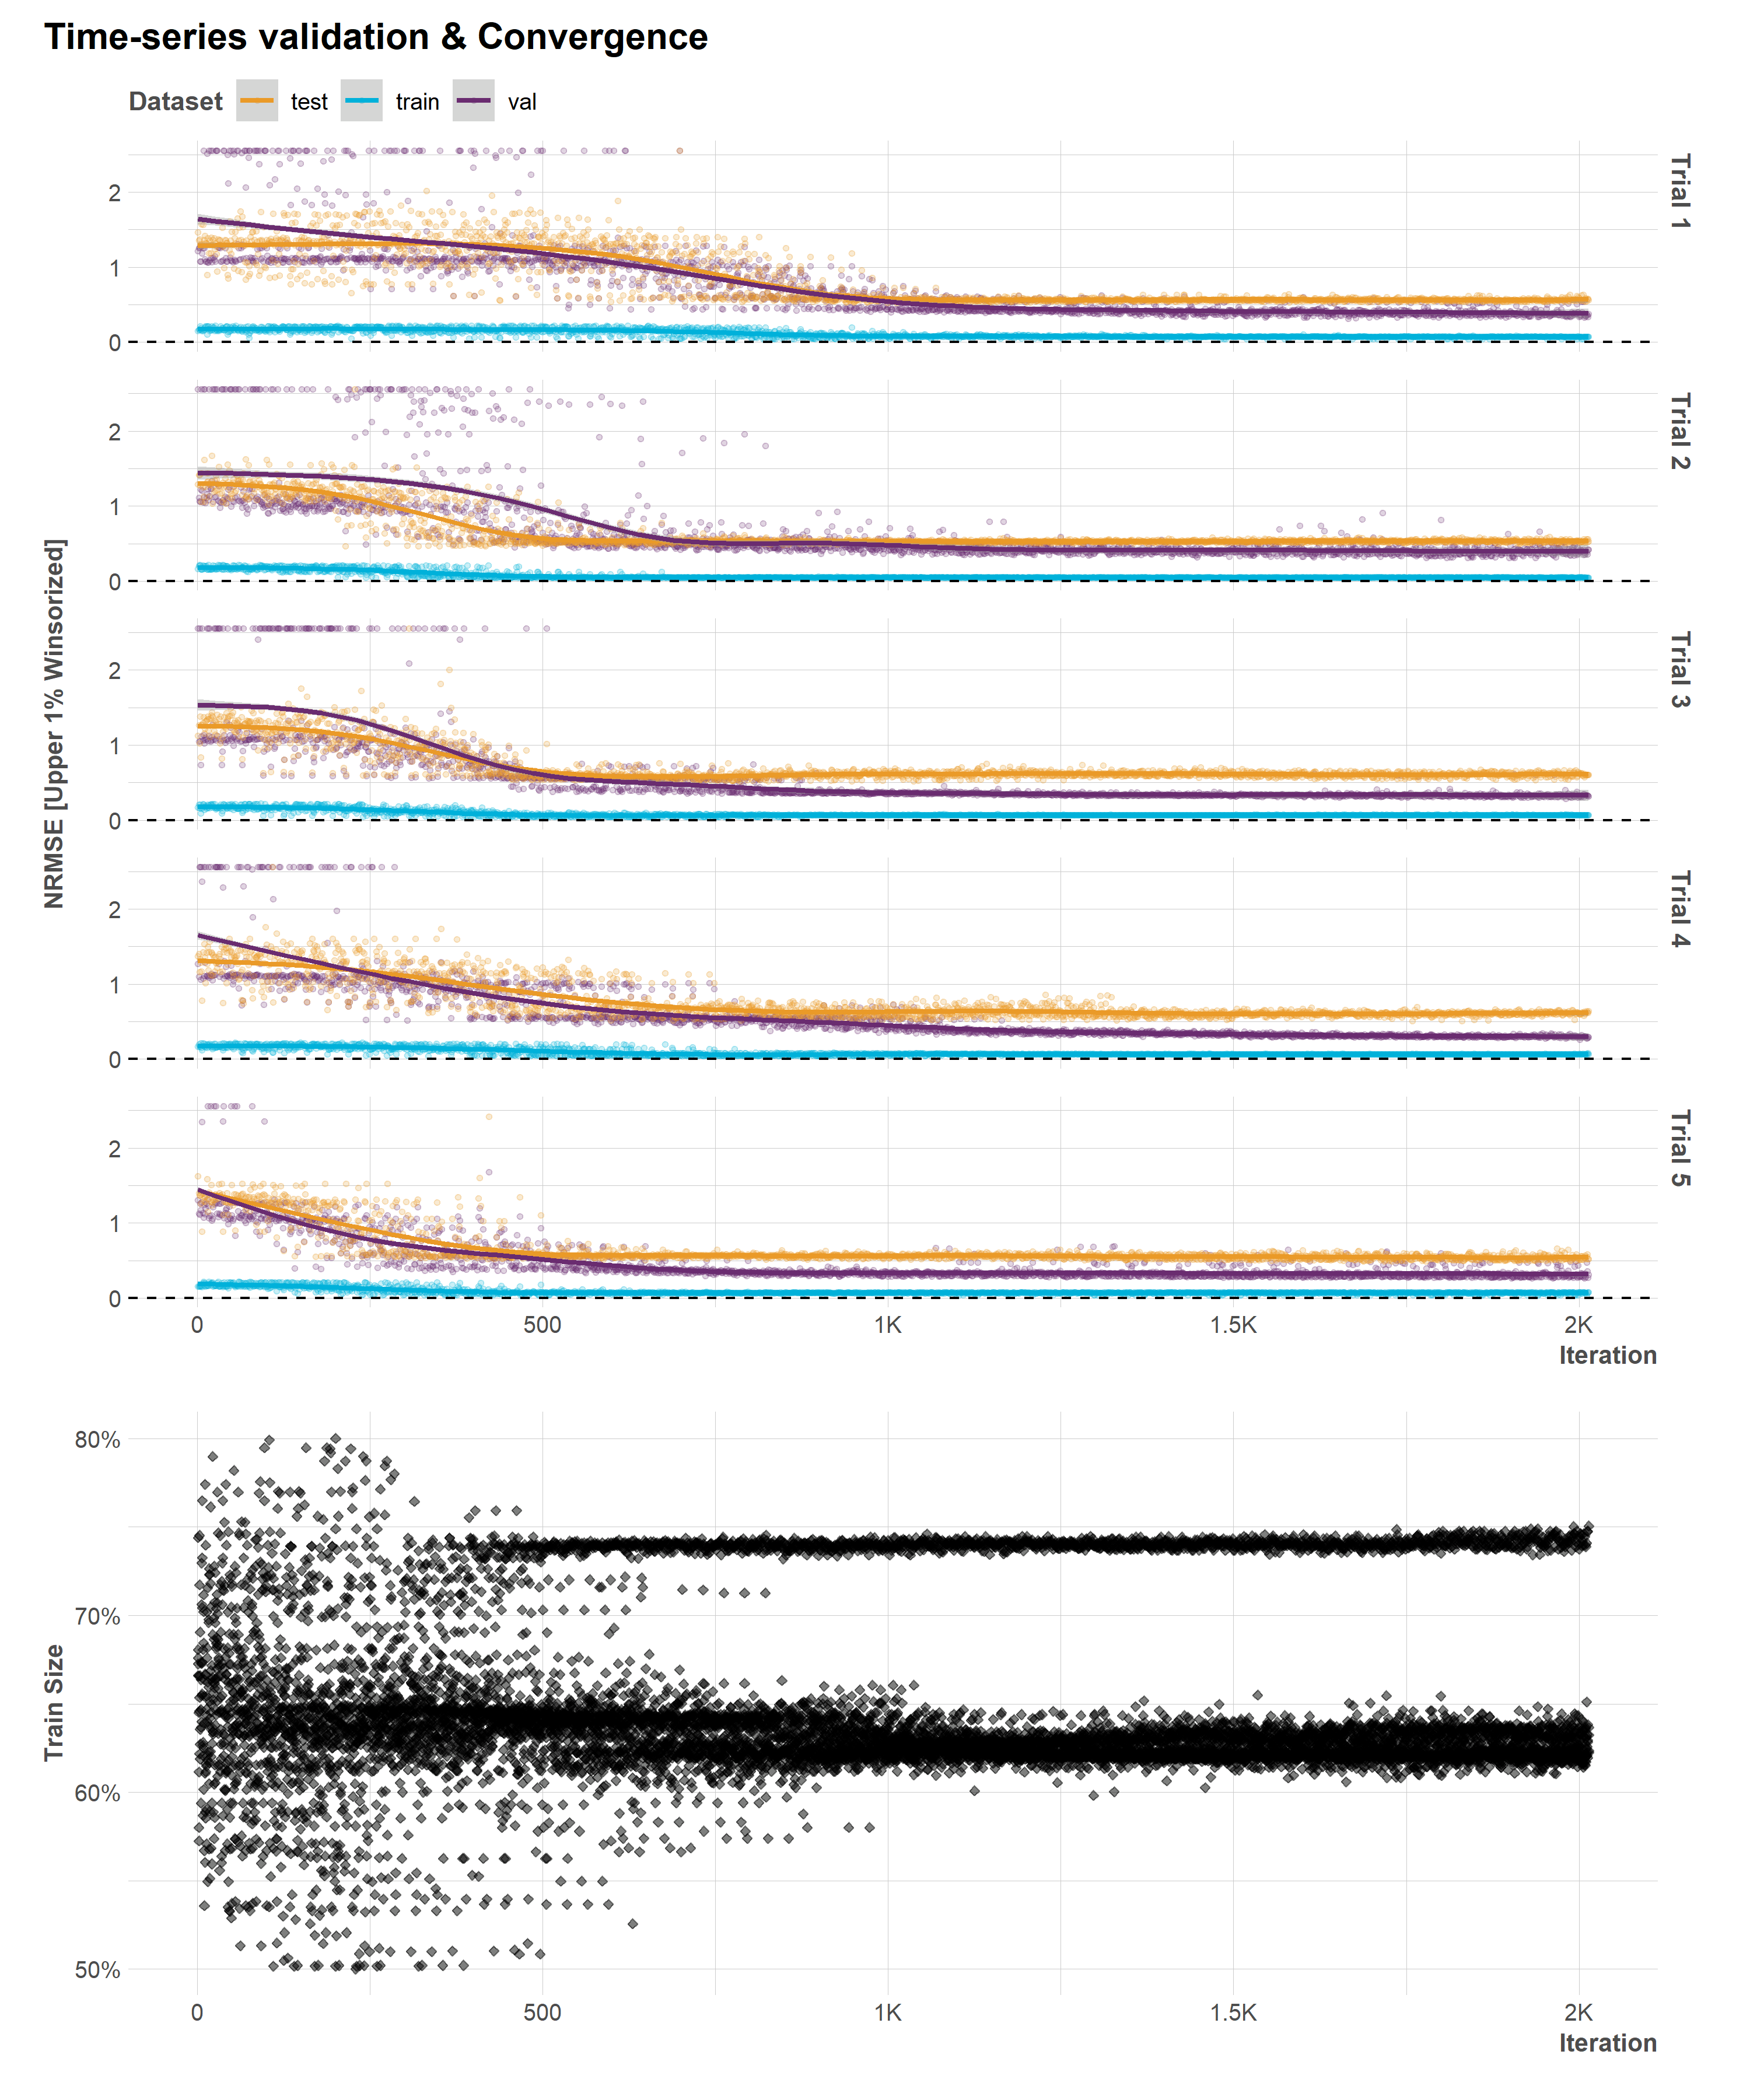 Time-series validation & Convergence
Dataset test train val
NRMSE [Upper 1% Winsorized]
2
1
0
Trial 1
2
1
0
Trial 2
2
1
0
Trial 3
2
1
0
Trial 4
2
1
0
Trial 5
0 500 1K 1.5K 2K
Iteration
Train Size
80%
70%
60%
50%
0 500 1K 1.5K 2K
Iteration